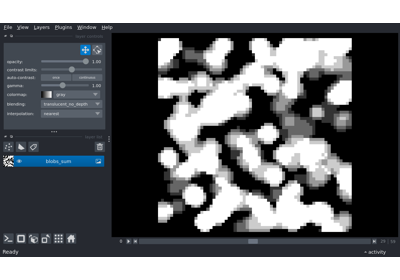 File View Layers Plugins Window Help
opacity: 1.00
contrast limits:
auto-contrast: once continuous
gamma: 1.00
colormap: gray
blending: translucent_no_depth
interpolation: nearest
blobs_sum
Ready
activity